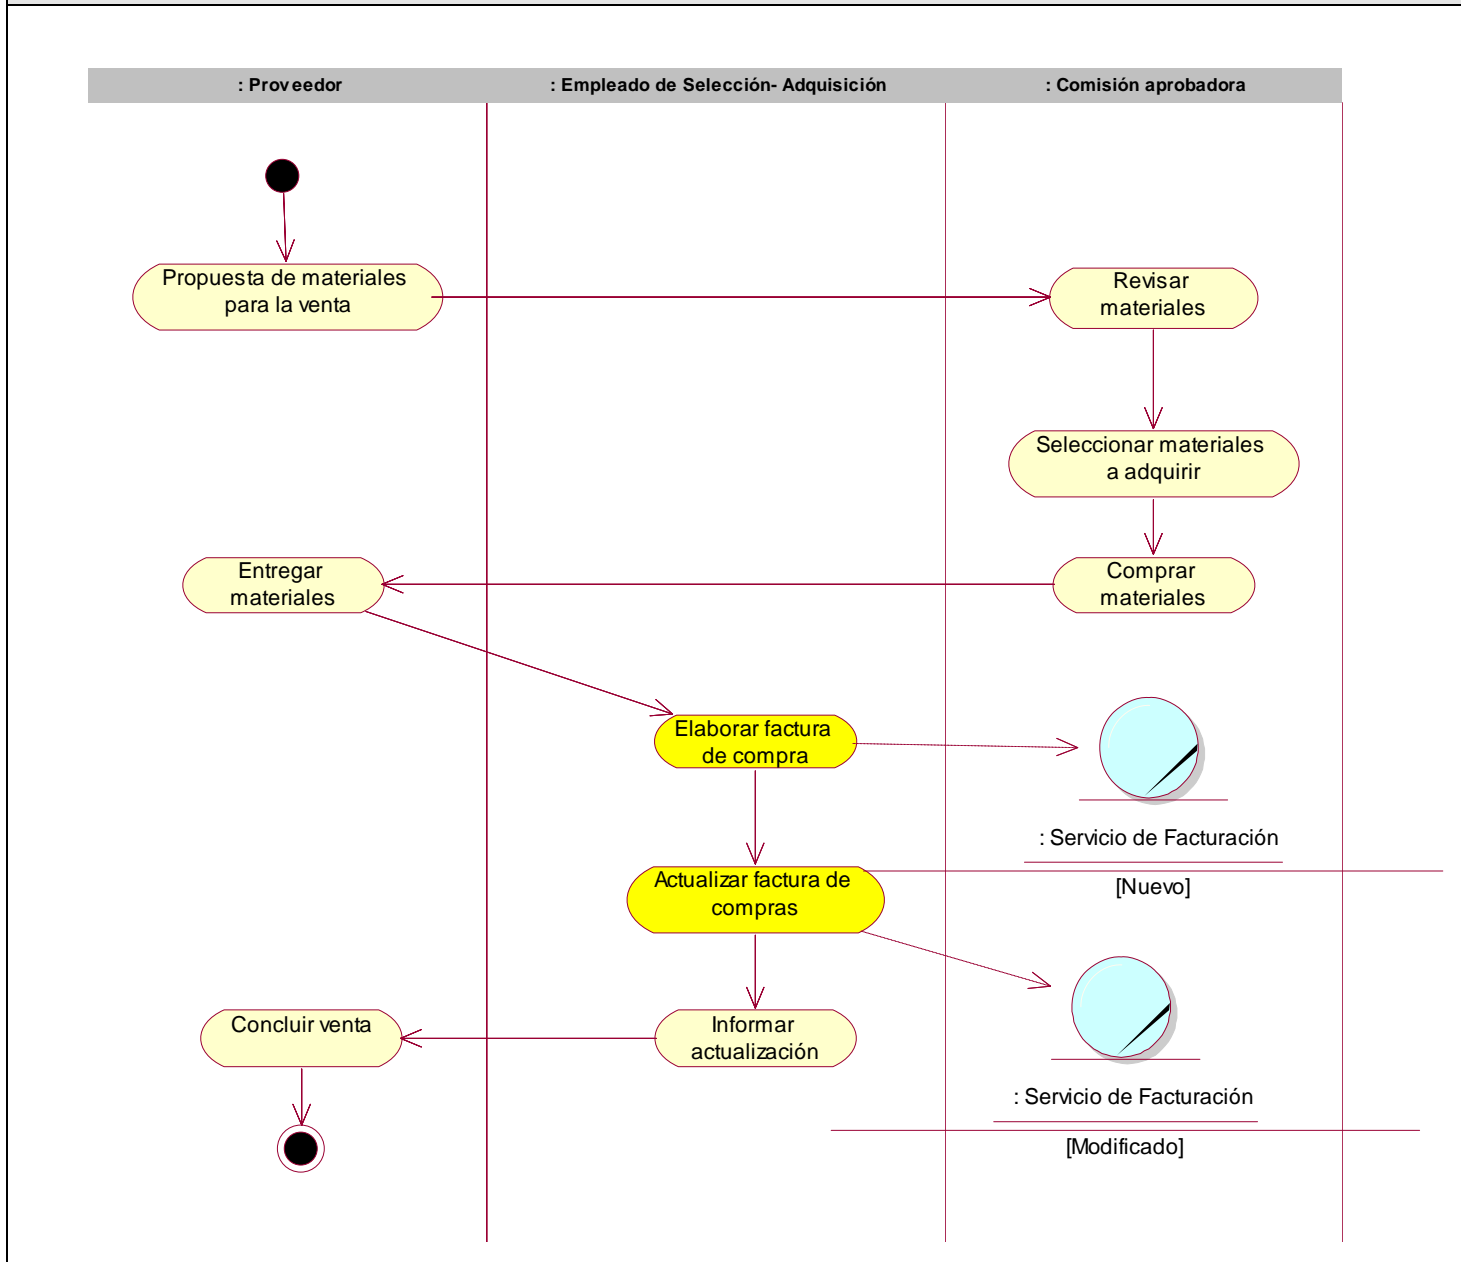 : Proveedor
: Empleado de Selección- Adquisición
: Comisión aprobadora
Propuesta de materiales
para la venta
Revisar
materiales
Seleccionar materiales
a adquirir
Entregar
materiales
Comprar
materiales
Elaborar factura
de compra
: Servicio de Facturación
[Nuevo]
Actualizar factura de
compras
Concluir venta
Informar
actualización
: Servicio de Facturación
[Modificado]